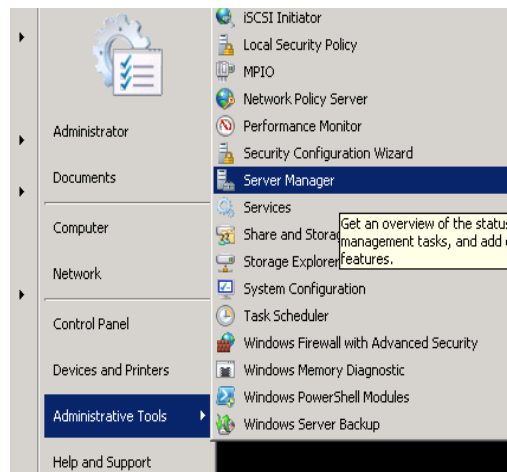 Administrator
Documents
Computer
Network
Control Panel
Devices and Printers
Administrative Tools
Help and Support
iSCSI Initiator
Local Security Policy
MPIO
Network Policy Server
Performance Monitor
Security Configuration Wizard
Server Manager
Services
Share and
Storage Explorer
System Configuration
Task Scheduler
Windows Firewall with Advanced Security
Windows Memory Diagnostic
Windows PowerShell Modules
Windows Server Backup
Get an overview of the
management tasks, and add
features.